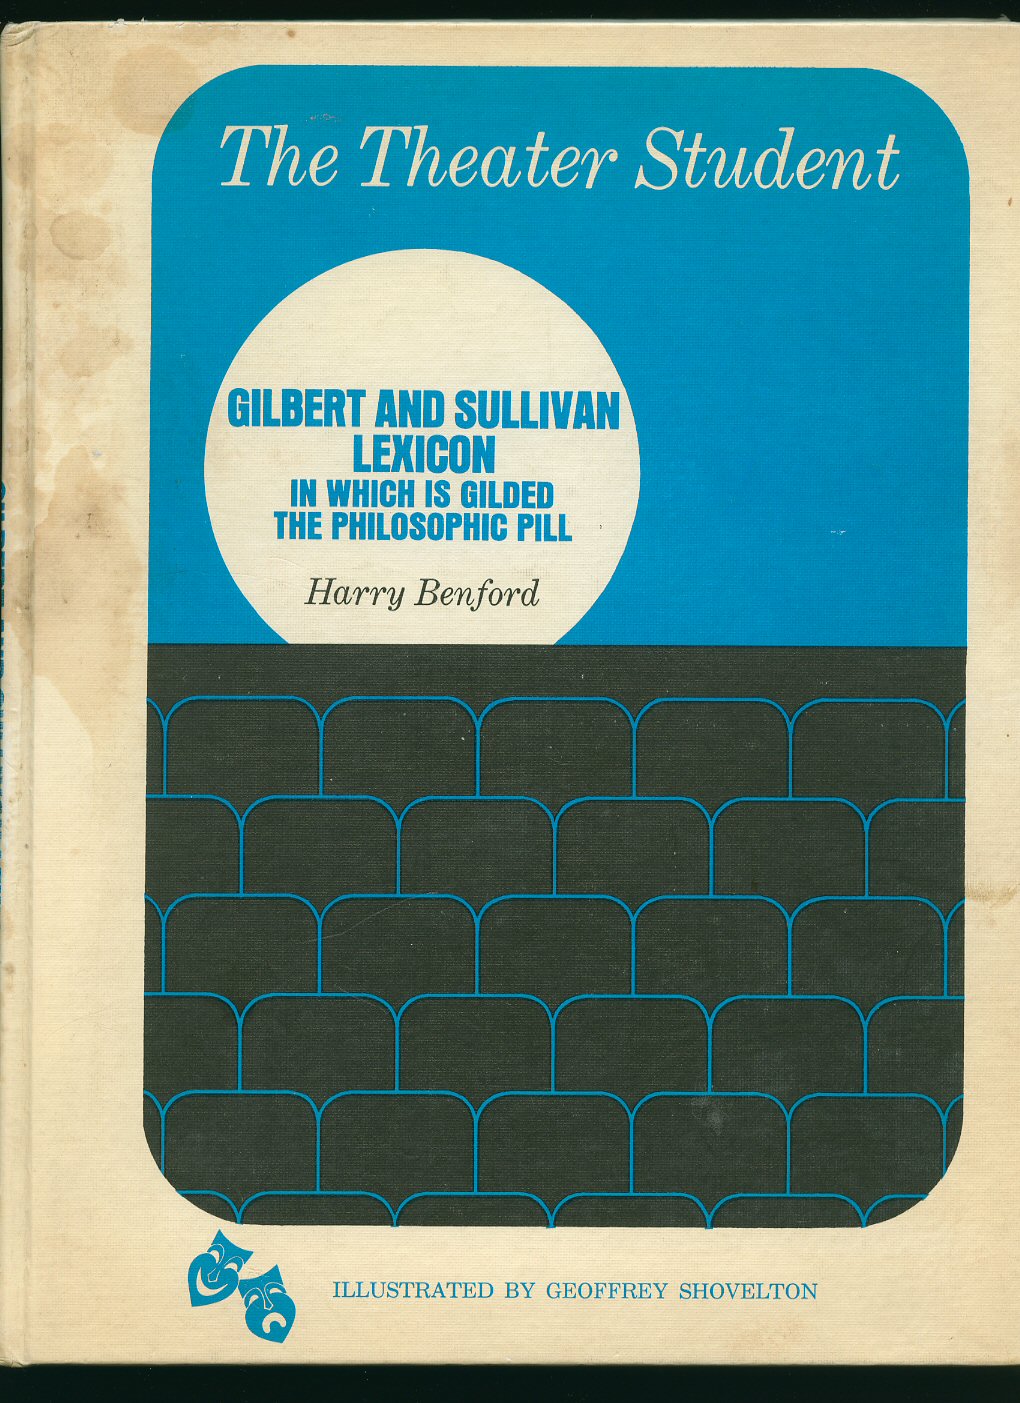 The Theater Student
GILBERT AND SULLIVAN
LEXICON
IN WHICH IS GILDED
THE PHILOSOPHIC PILL
Harry Benford
ILLUSTRATED BY GEOFFREY SHOVELTON